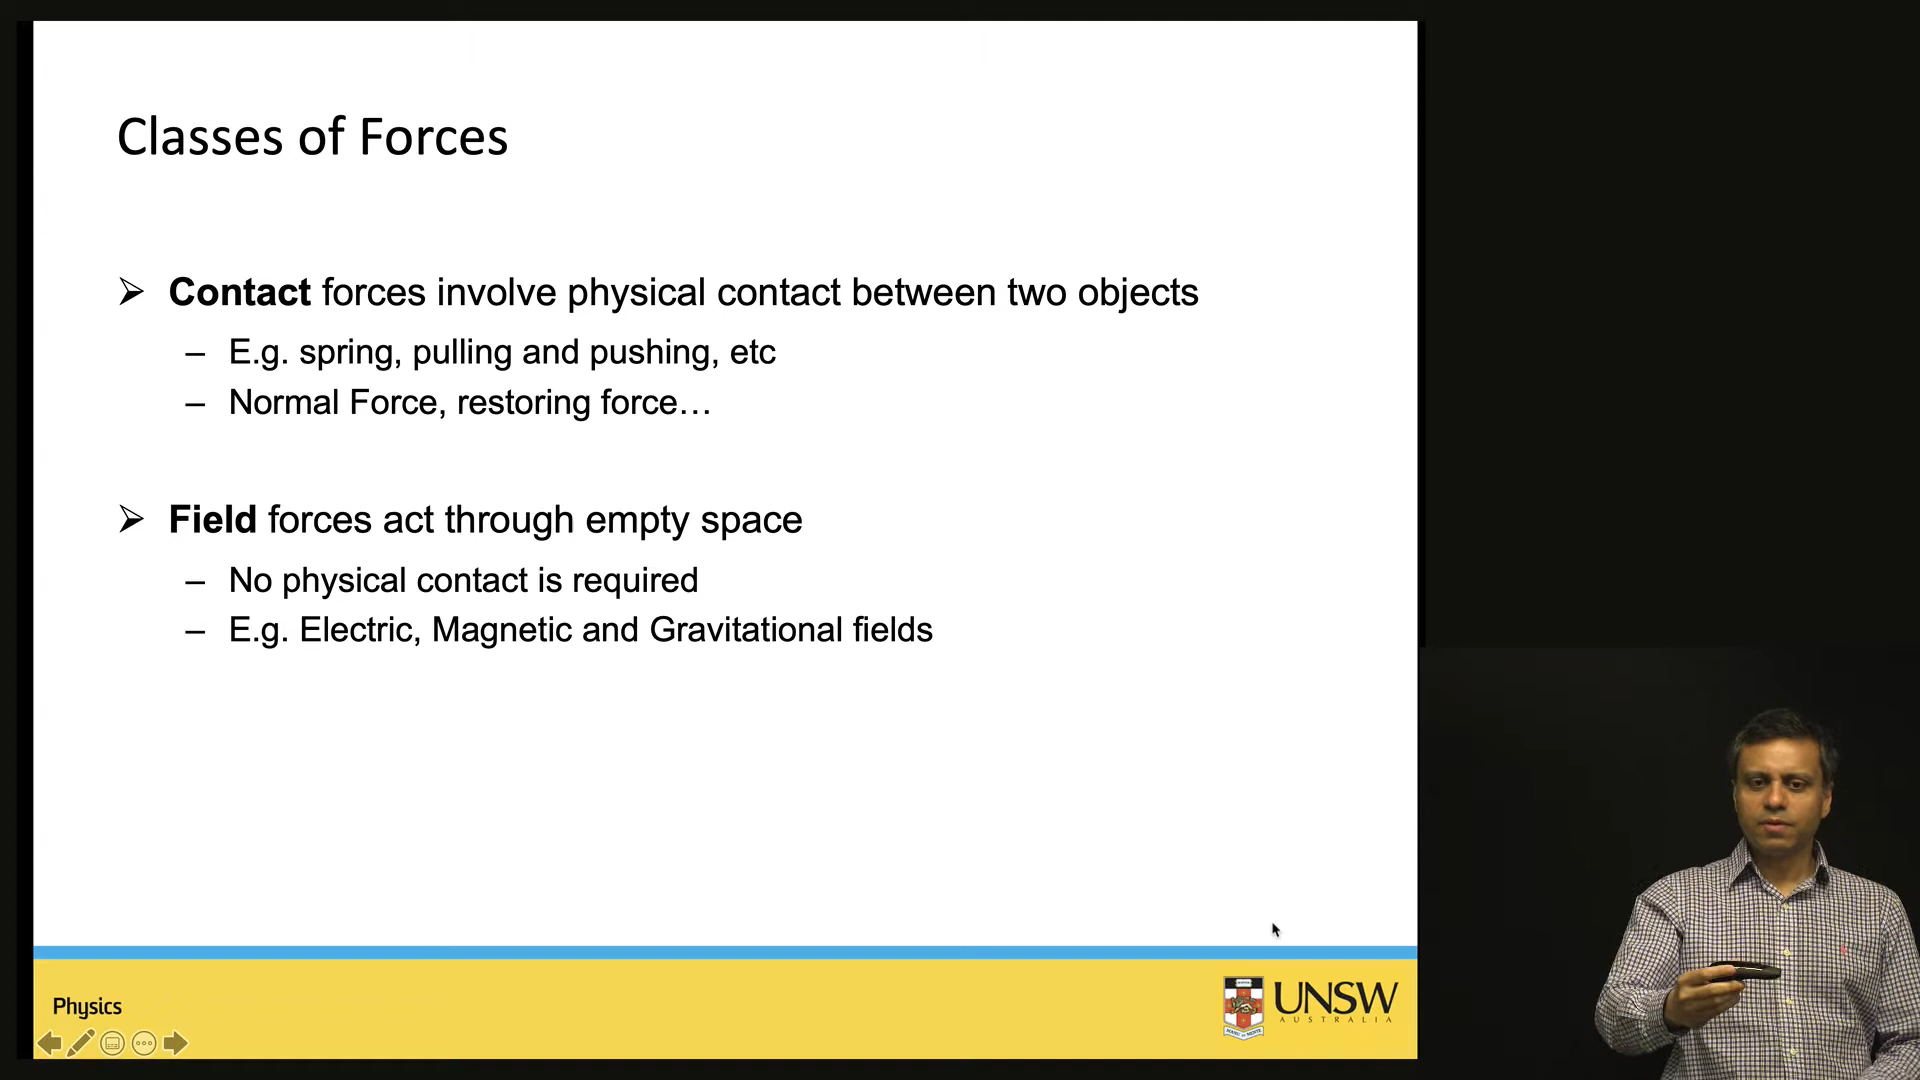 Classes of Forces
➢ Contact forces involve physical contact between two objects
– E.g. spring, pulling and pushing, etc
– Normal Force, restoring force…
➢ Field forces act through empty space
– No physical contact is required
– E.g. Electric, Magnetic and Gravitational fields
Physics
UNSW
AUSTRALIA